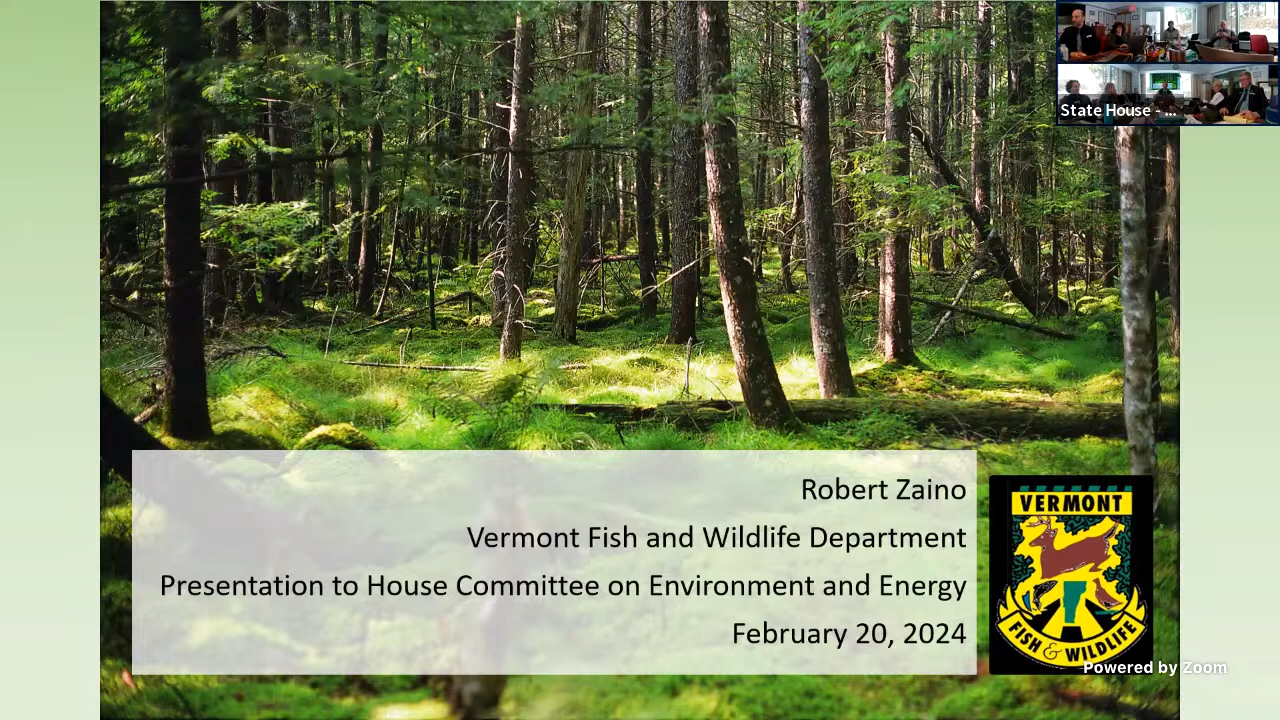 State House - ...
Robert Zaino
Vermont Fish and Wildlife Department
Presentation to House Committee on Environment and Energy
February 20, 2024
VERMONT
FISH & WILDLIFE
Powered by Zoom